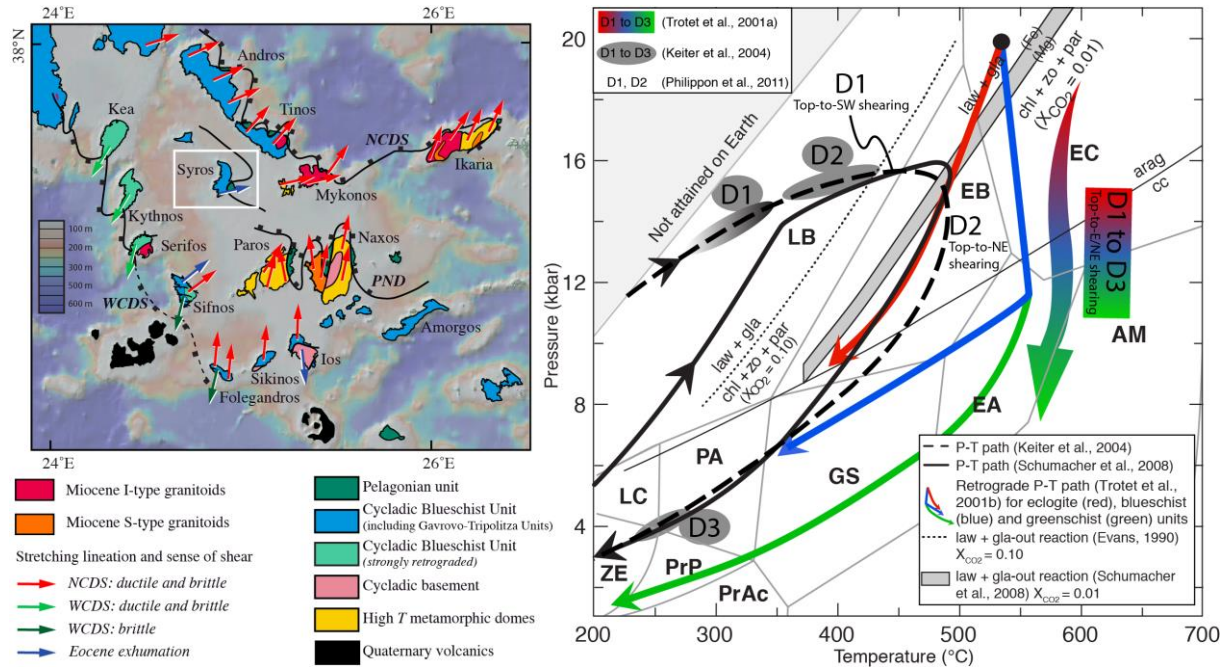 24°E
26°E
38°N
Andros
Kea
Tinos
NCDS
Syros
Ikaria
Mykonos
Kythnos
Serifos
Paros
Naxos
100 m
200 m
300 m
400 m
500 m
600 m
WCDS
Sifnos
PND
Amorgos
Ios
Sikinos
Folegandros
24°E
26°E
Miocene I-type granitoids
Miocene S-type granitoids
Stretching lineation and sense of shear
NCDS: ductile and brittle
WCDS: ductile and brittle
WCDS: brittle
Eocene exhumation
Pelagonian unit
Cycladic Blueschist Unit
(including Gavrovo-Tripolitza Units)
Cycladic Blueschist Unit
(strongly retrograded)
Cycladic basement
High T metamorphic domes
Quaternary volcanics
D1 to D3
(Trotet et al., 2001a)
D1 to D3
(Keiter et al., 2004)
D1, D2
(Philippon et al., 2011)
20
16
12
8
4
Pressure (kbar)
Not attained on Earth
D1
Top-to-SW shearing
D2
D1
LB
law + gla
chl + zo + par
(XCO2 = 0.10)
law + gla
(Fe)
(Mg)
chl + zo + par
(XCO2 = 0.01)
EC
arag
cc
EB
D2
Top-to-NE
shearing
D1 to D3
Top-to-E/NE shearing
AM
EA
PA
GS
LC
D3
ZE
PrP
PrAc
P-T path (Keiter et al., 2004)
P-T path (Schumacher et al., 2008)
Retrograde P-T path (Trotet et al.,
2001b) for eclogite (red), blueschist
(blue) and greenschist (green) units
law + gla-out reaction (Evans, 1990)
XCO2 = 0.10
law + gla-out reaction (Schumacher
et al., 2008) XCO2 = 0.01
200
300
400
500
600
700
Temperature (°C)